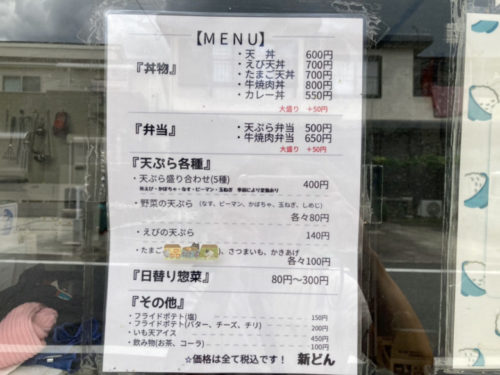 【MENU】
『丼物』
・天 丼 600円
・えび天丼 700円
・たまご天丼 700円
・牛焼肉丼 800円
・カレー丼 550円
大盛り +50円
『弁当』
・天ぷら弁当 500円
・牛焼肉弁当 650円
大盛り +50円
『天ぷら各種』
・天ぷら盛り合わせ(5種) 400円
・野菜の天ぷら (なす、ピーマン、かぼちゃ、玉ねぎ、しめじ)
各々80円
・えびの天ぷら 140円
・たまご 、さつまいも、かきあげ
各々100円
『日替り惣菜』 80円~300円
『その他』
・フライドポテト(塩) 150円
・フライドポテト(バター、チーズ、チリ) 200円
・いも天アイス 450円
・飲み物(お茶、コーラ) 100円
☆価格は全て税込です! 新どん